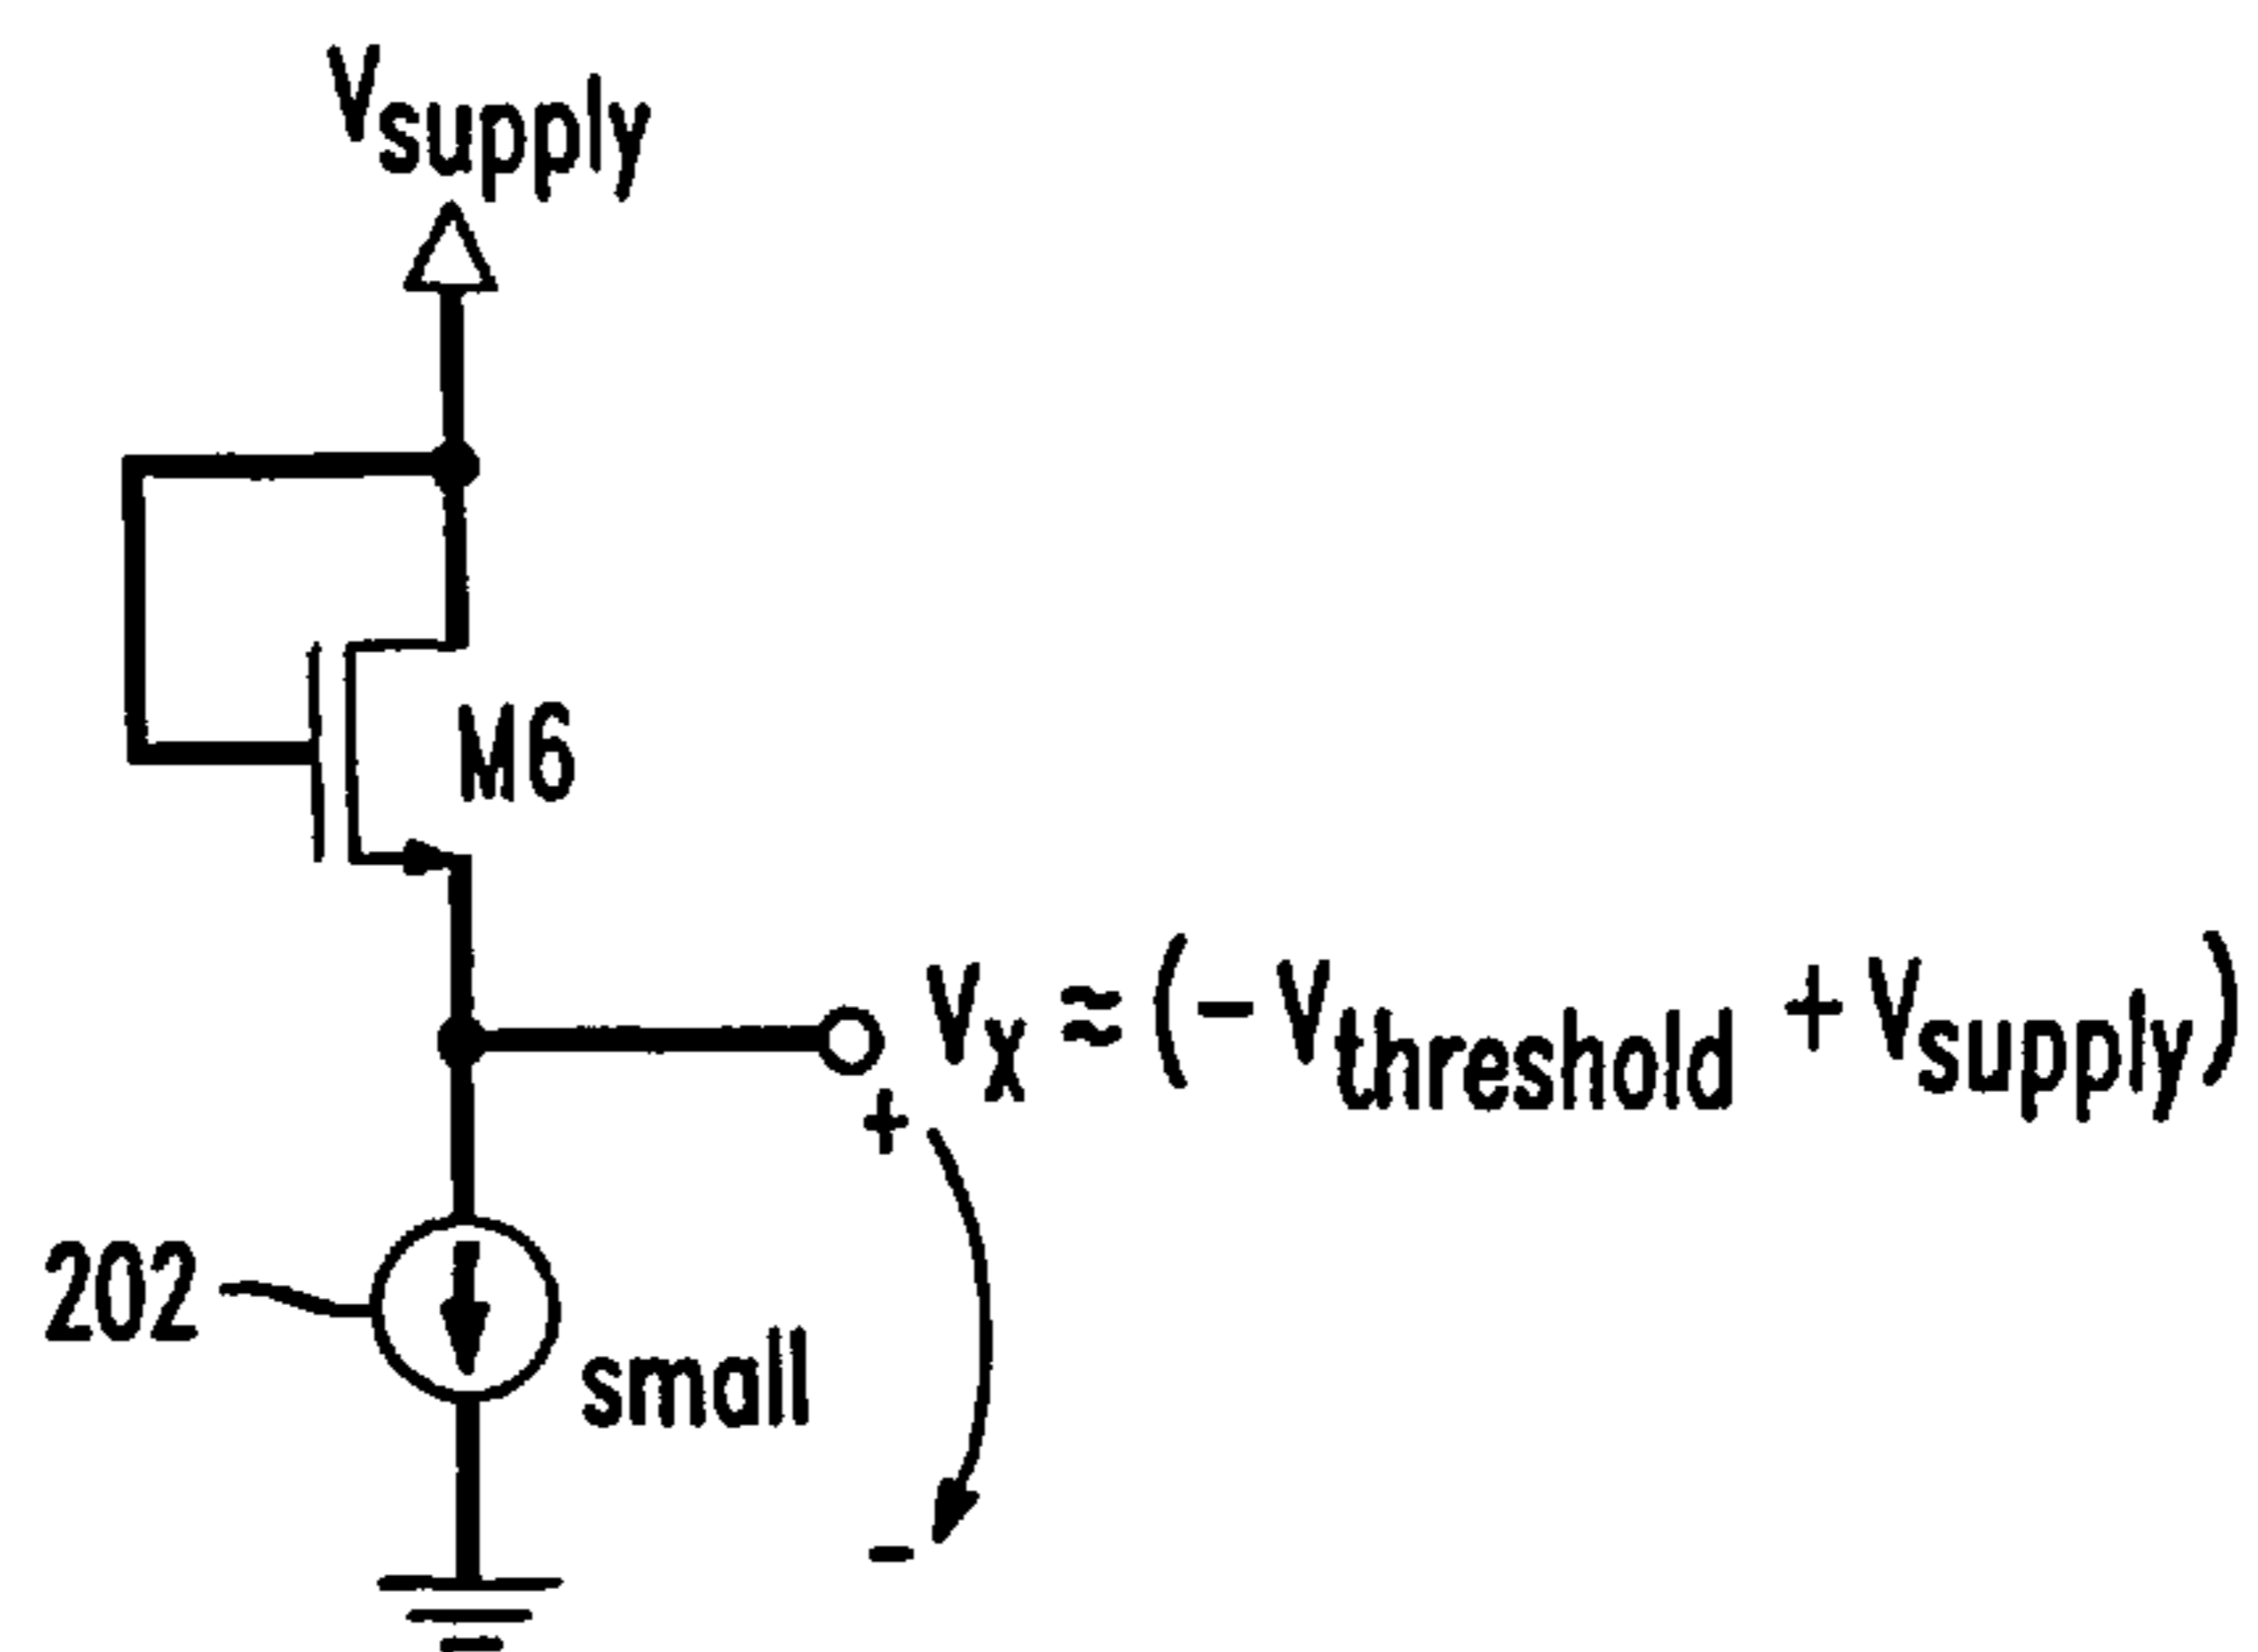 Vsupply
M6
Vx ≈ (-Vthreshold + Vsupply)
+
202
small
-